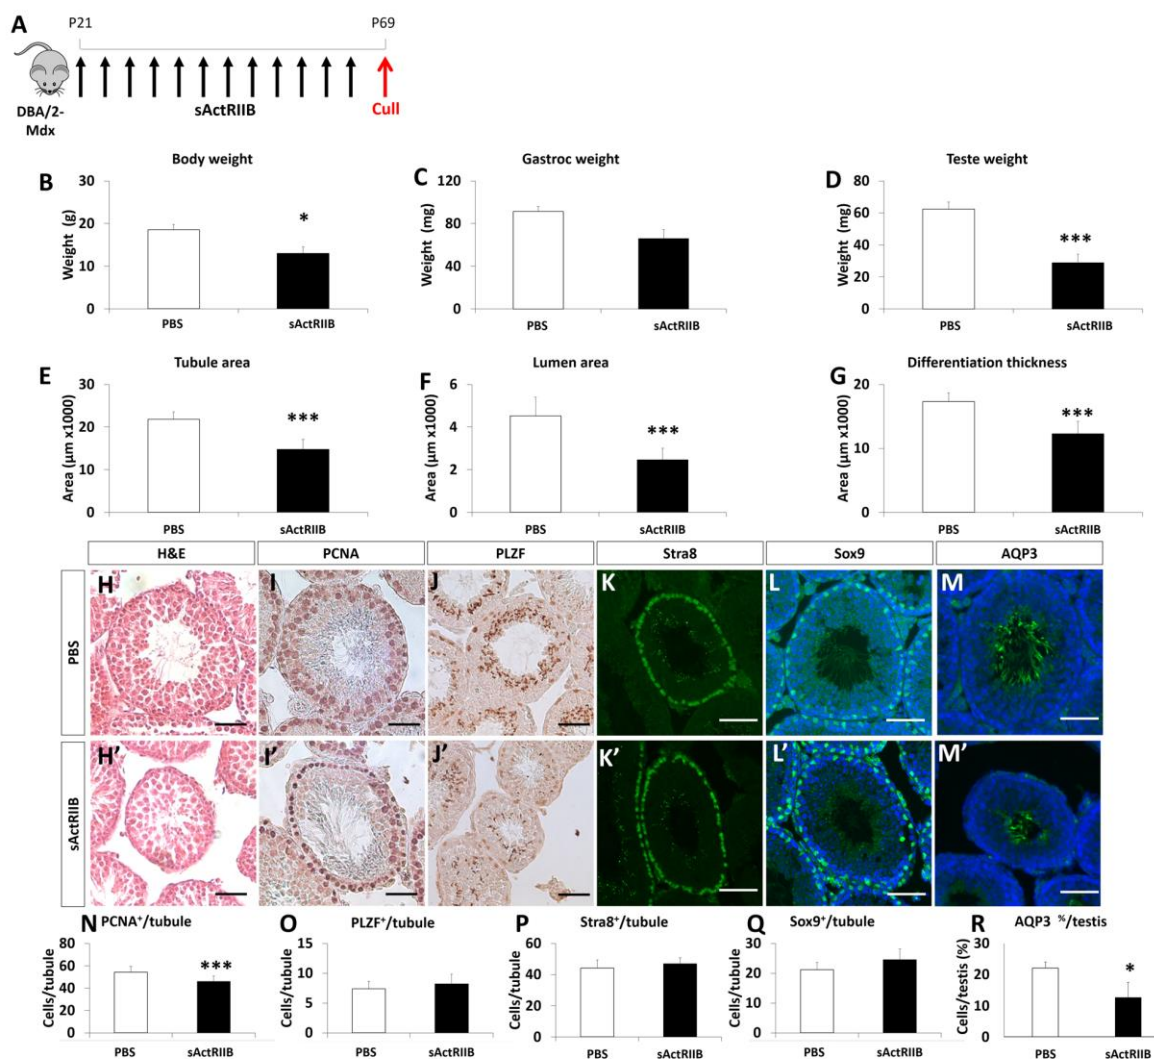 A
P21
P69
DBA/2-
Mdx
sActRIIB
Cull
B
Body weight
Weight (g)
30
20
10
0
*
PBS
sActRIIB
C
Gastroc weight
Weight (mg)
120
80
40
0
PBS
sActRIIB
D
Teste weight
Weight (mg)
60
40
20
0
***
PBS
sActRIIB
E
Tubule area
Area (µm x1000)
30
20
10
0
***
PBS
sActRIIB
F
Lumen area
Area (µm x1000)
6
4
2
0
***
PBS
sActRIIB
G
Differentiation thickness
Area (µm x1000)
20
10
0
***
PBS
sActRIIB
H&E
PCNA
PLZF
Stra8
Sox9
AQP3
PBS
H
I
J
K
L
M
sActRIIB
H'
I'
J'
K'
L'
M'
N
PCNA⁺/tubule
Cells/tubule
80
60
40
20
0
***
PBS
sActRIIB
O
PLZF⁺/tubule
Cells/tubule
15
10
5
0
PBS
sActRIIB
P
Stra8⁺/tubule
Cells/tubule
60
40
20
0
PBS
sActRIIB
Q
Sox9⁺/tubule
Cells/tubule
40
30
20
10
0
PBS
sActRIIB
R
AQP3 %/testis
Cells/testis (%)
30
20
10
0
*
PBS
sActRIIB